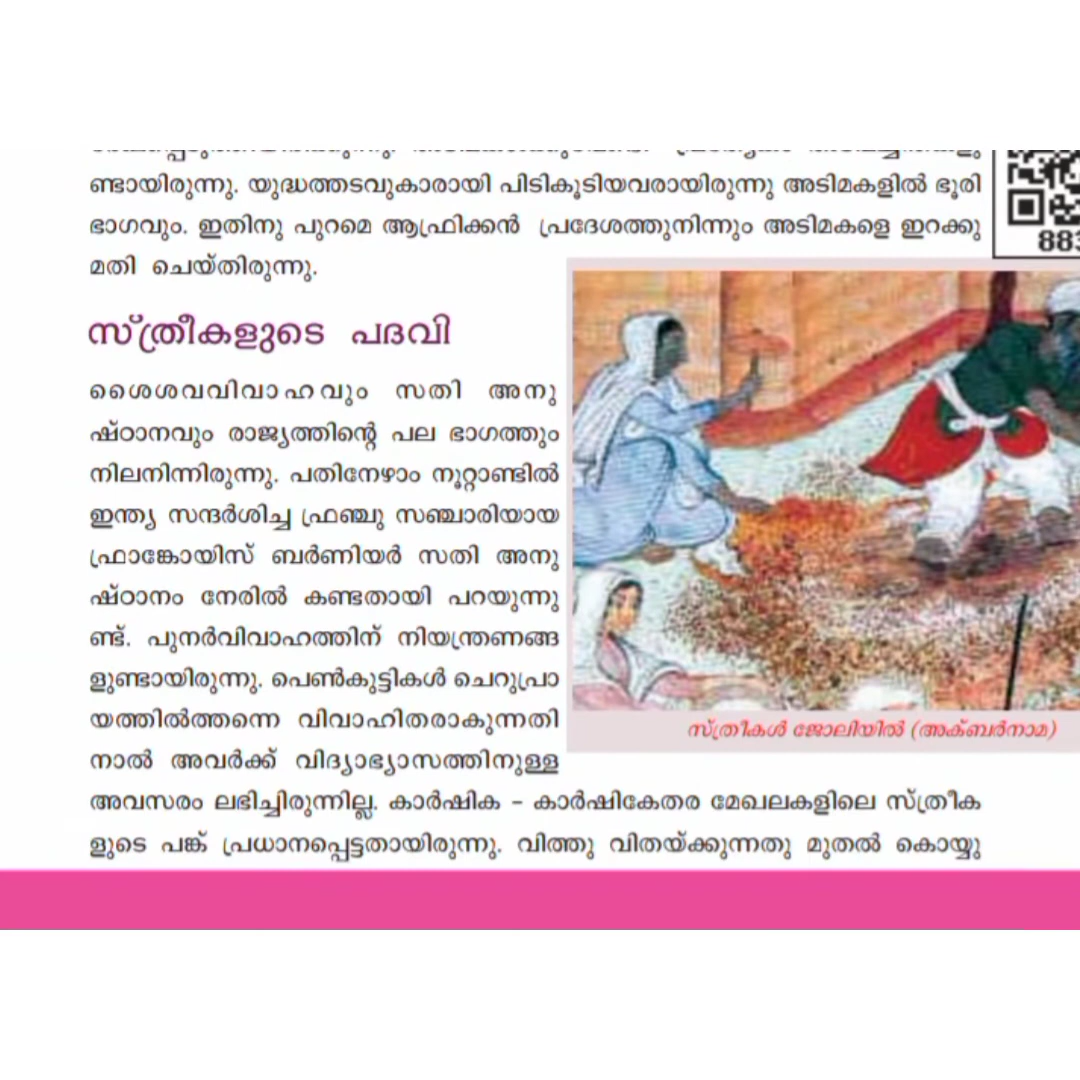 ണ്ടായിരുന്നു. യുദ്ധത്തടവുകാരായി പിടികൂടിയവരായിരുന്നു അടിമകളിൽ ഭൂരി
ഭാഗവും. ഇതിനു പുറമെ ആഫ്രിക്കൻ പ്രദേശത്തുനിന്നും അടിമകളെ ഇറക്കു
മതി ചെയ്തിരുന്നു.
883
സ്ത്രീകളുടെ പദവി
ശൈശവവിവാഹവും സതി അനു
ഷ്ഠാനവും രാജ്യത്തിന്റെ പല ഭാഗത്തും
നിലനിന്നിരുന്നു. പതിനേഴാം നൂറ്റാണ്ടിൽ
ഇന്ത്യ സന്ദർശിച്ച ഫ്രഞ്ചു സഞ്ചാരിയായ
ഫ്രാങ്കോയിസ് ബർണിയർ സതി അനു
ഷ്ഠാനം നേരിൽ കണ്ടതായി പറയുന്നു
ണ്ട്. പുനർവിവാഹത്തിന് നിയന്ത്രണങ്ങ
ളുണ്ടായിരുന്നു. പെൺകുട്ടികൾ ചെറുപ്രാ
യത്തിൽത്തന്നെ വിവാഹിതരാകുന്നതി
നാൽ അവർക്ക് വിദ്യാഭ്യാസത്തിനുള്ള
അവസരം ലഭിച്ചിരുന്നില്ല. കാർഷിക - കാർഷികേതര മേഖലകളിലെ സ്ത്രീക
ളുടെ പങ്ക് പ്രധാനപ്പെട്ടതായിരുന്നു. വിത്തു വിതയ്ക്കുന്നതു മുതൽ കൊയ്യു
സ്ത്രീകൾ ജോലിയിൽ (അക്ബർനാമ)